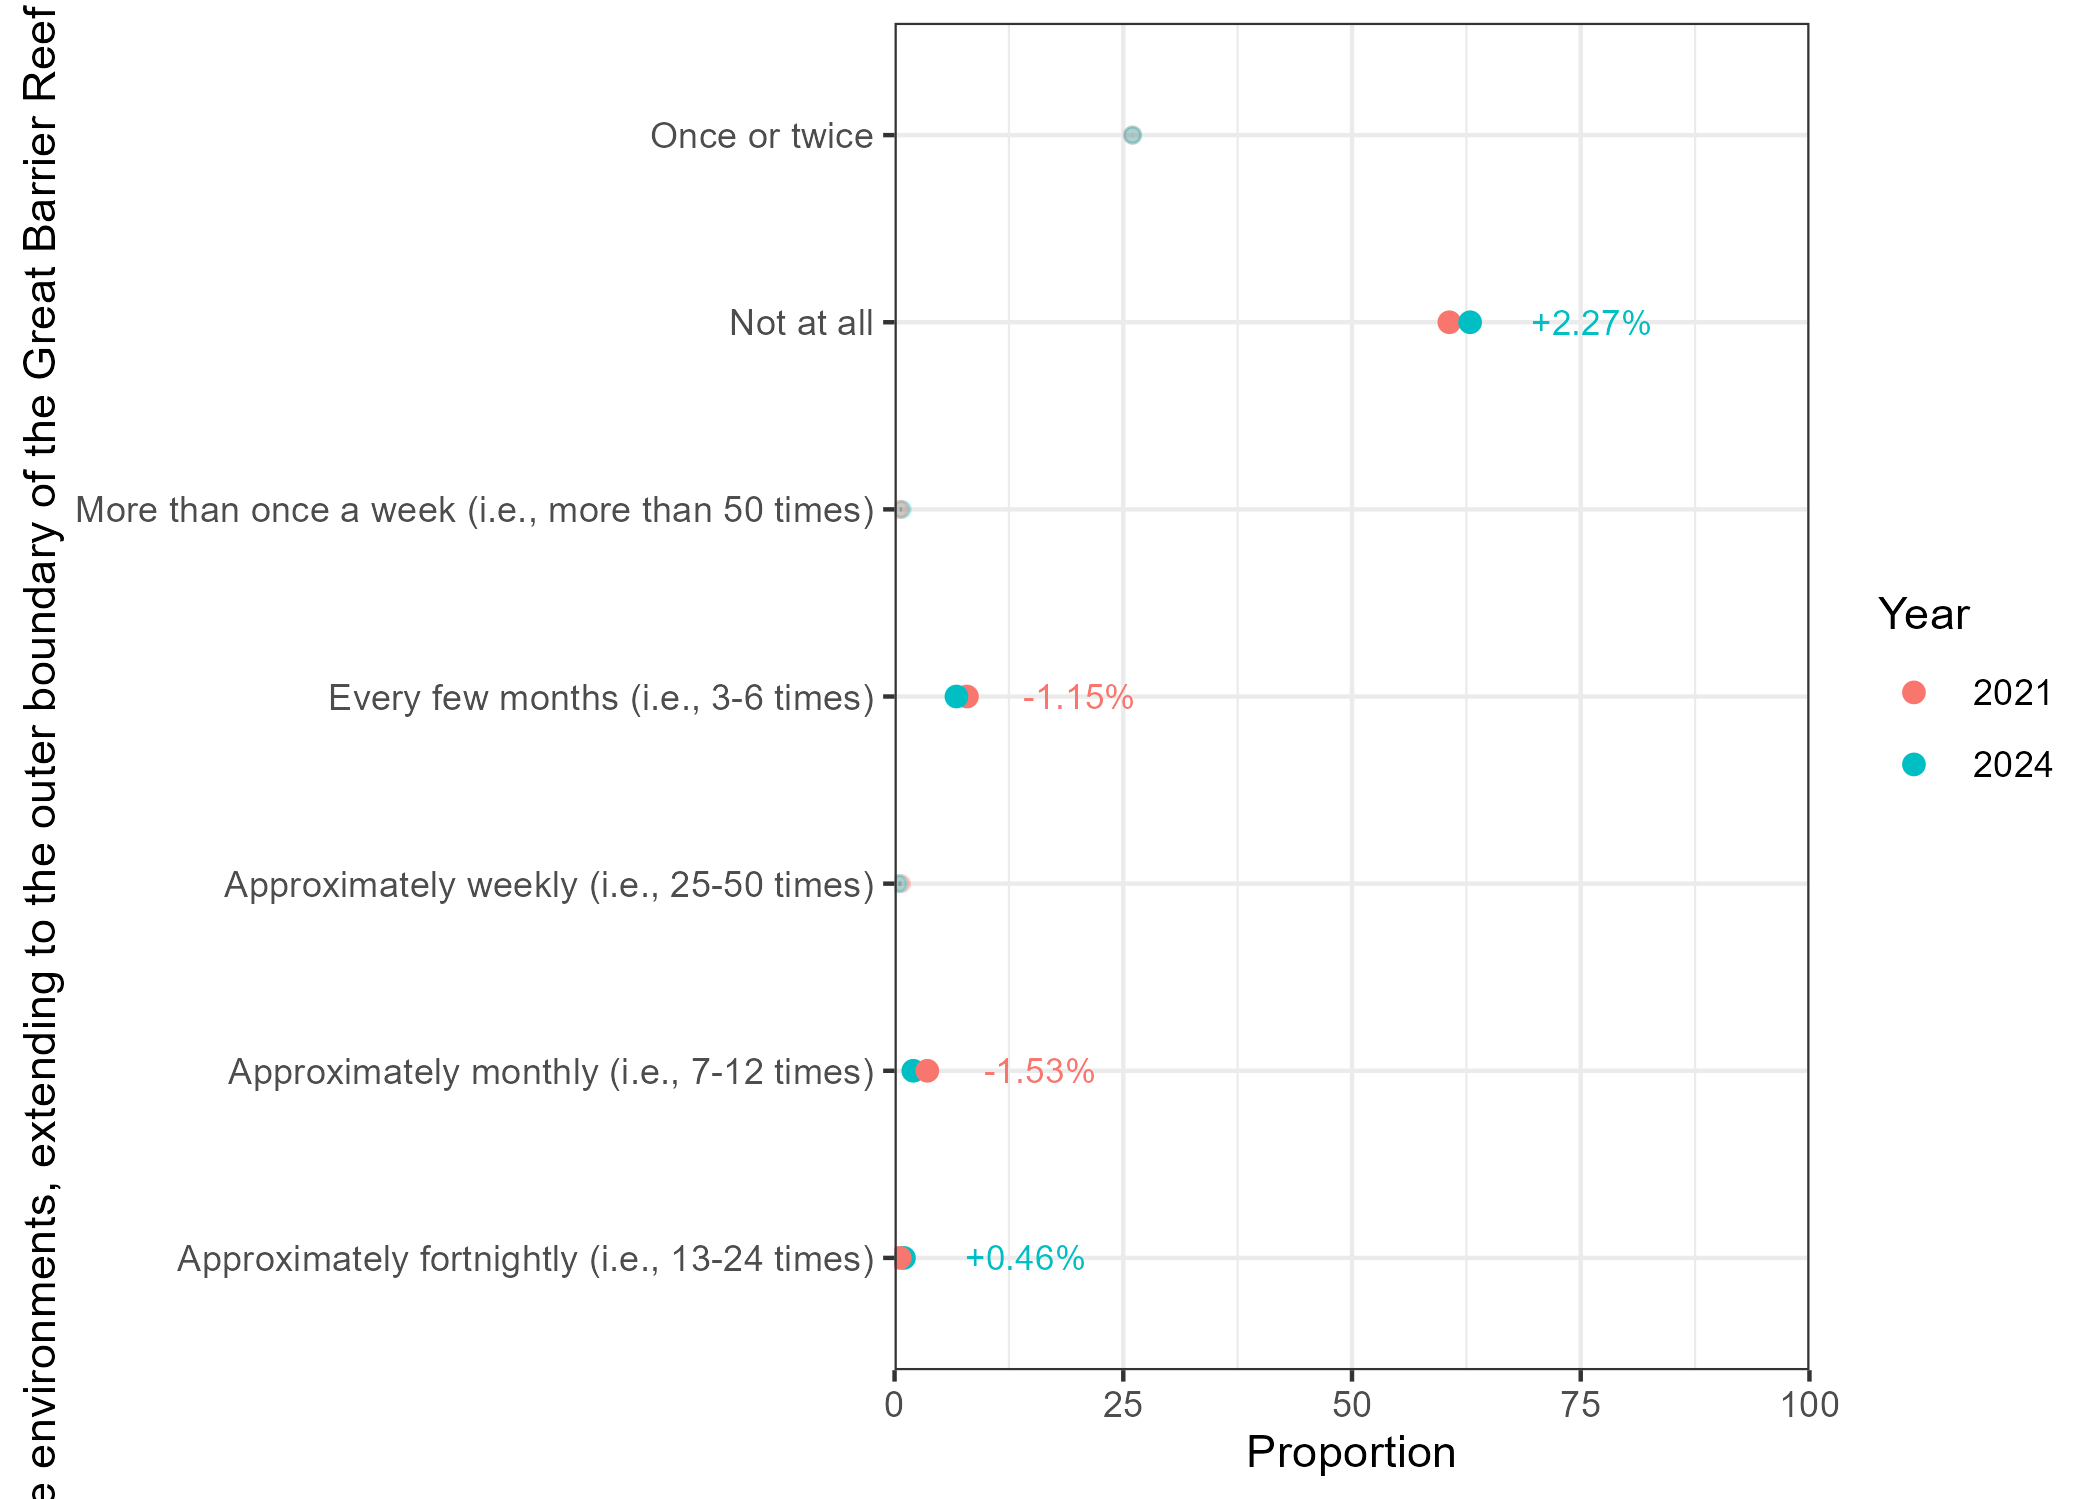 environments, extending to the outer boundary of the Great Barrier Reef
Once or twice
Not at all
+2.27%
More than once a week (i.e., more than 50 times)
Every few months (i.e., 3-6 times)
-1.15%
Approximately weekly (i.e., 25-50 times)
Approximately monthly (i.e., 7-12 times)
-1.53%
Approximately fortnightly (i.e., 13-24 times)
+0.46%
0 25 50 75 100
Proportion
Year
2021
2024